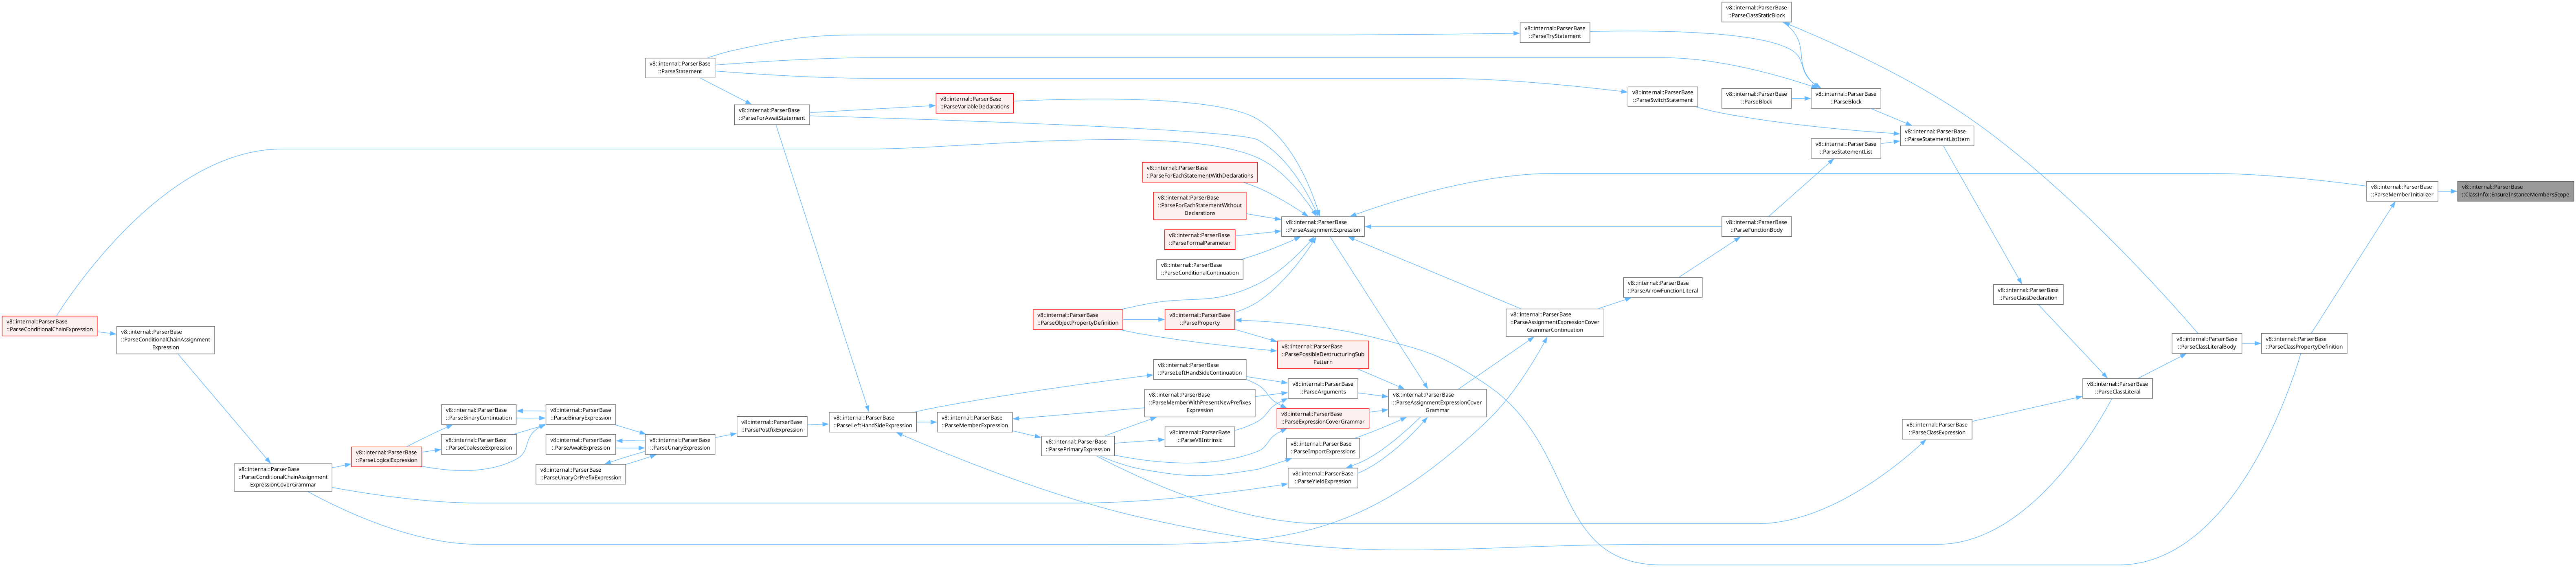 v8::internal::ParserBase
::ParseClassStaticBlock
v8::internal::ParserBase
::ParseTryStatement
v8::internal::ParserBase
::ParseStatement
v8::internal::ParserBase
::ParseVariableDeclarations
v8::internal::ParserBase
::ParseSwitchStatement
v8::internal::ParserBase
::ParseBlock
v8::internal::ParserBase
::ParseBlock
v8::internal::ParserBase
::ParseForAwaitStatement
v8::internal::ParserBase
::ParseStatementListItem
v8::internal::ParserBase
::ParseStatementList
v8::internal::ParserBase
::ParseForEachStatementWithDeclarations
v8::internal::ParserBase
::ParseMemberInitializer
v8::internal::ParserBase
::ClassInfo::EnsureInstanceMembersScope
v8::internal::ParserBase
::ParseForEachStatementWithout
Declarations
v8::internal::ParserBase
::ParseAssignmentExpression
v8::internal::ParserBase
::ParseFunctionBody
v8::internal::ParserBase
::ParseFormalParameter
v8::internal::ParserBase
::ParseConditionalContinuation
v8::internal::ParserBase
::ParseArrowFunctionLiteral
v8::internal::ParserBase
::ParseClassDeclaration
v8::internal::ParserBase
::ParseConditionalChainExpression
v8::internal::ParserBase
::ParseConditionalChainAssignment
Expression
v8::internal::ParserBase
::ParseObjectPropertyDefinition
v8::internal::ParserBase
::ParseProperty
v8::internal::ParserBase
::ParseAssignmentExpressionCover
GrammarContinuation
v8::internal::ParserBase
::ParsePossibleDestructuringSub
Pattern
v8::internal::ParserBase
::ParseClassLiteralBody
v8::internal::ParserBase
::ParseClassPropertyDefinition
v8::internal::ParserBase
::ParseLeftHandSideContinuation
v8::internal::ParserBase
::ParseArguments
v8::internal::ParserBase
::ParseClassLiteral
v8::internal::ParserBase
::ParseMemberWithPresentNewPrefixes
Expression
v8::internal::ParserBase
::ParseAssignmentExpressionCover
Grammar
v8::internal::ParserBase
::ParseBinaryContinuation
v8::internal::ParserBase
::ParseBinaryExpression
v8::internal::ParserBase
::ParsePostfixExpression
v8::internal::ParserBase
::ParseLeftHandSideExpression
v8::internal::ParserBase
::ParseMemberExpression
v8::internal::ParserBase
::ParseExpressionCoverGrammar
v8::internal::ParserBase
::ParseClassExpression
v8::internal::ParserBase
::ParseV8Intrinsic
v8::internal::ParserBase
::ParseCoalesceExpression
v8::internal::ParserBase
::ParseAwaitExpression
v8::internal::ParserBase
::ParseUnaryExpression
v8::internal::ParserBase
::ParsePrimaryExpression
v8::internal::ParserBase
::ParseImportExpressions
v8::internal::ParserBase
::ParseLogicalExpression
v8::internal::ParserBase
::ParseConditionalChainAssignment
ExpressionCoverGrammar
v8::internal::ParserBase
::ParseUnaryOrPrefixExpression
v8::internal::ParserBase
::ParseYieldExpression